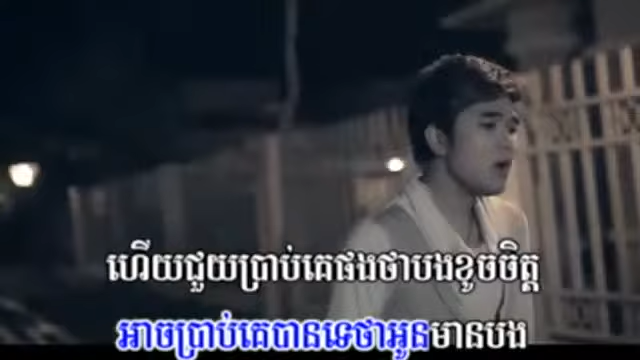 ហើយជួយប្រាប់គេផងថាបងខូចចិត្ត
អាចប្រាប់គេបានទេថាអូនមានបង